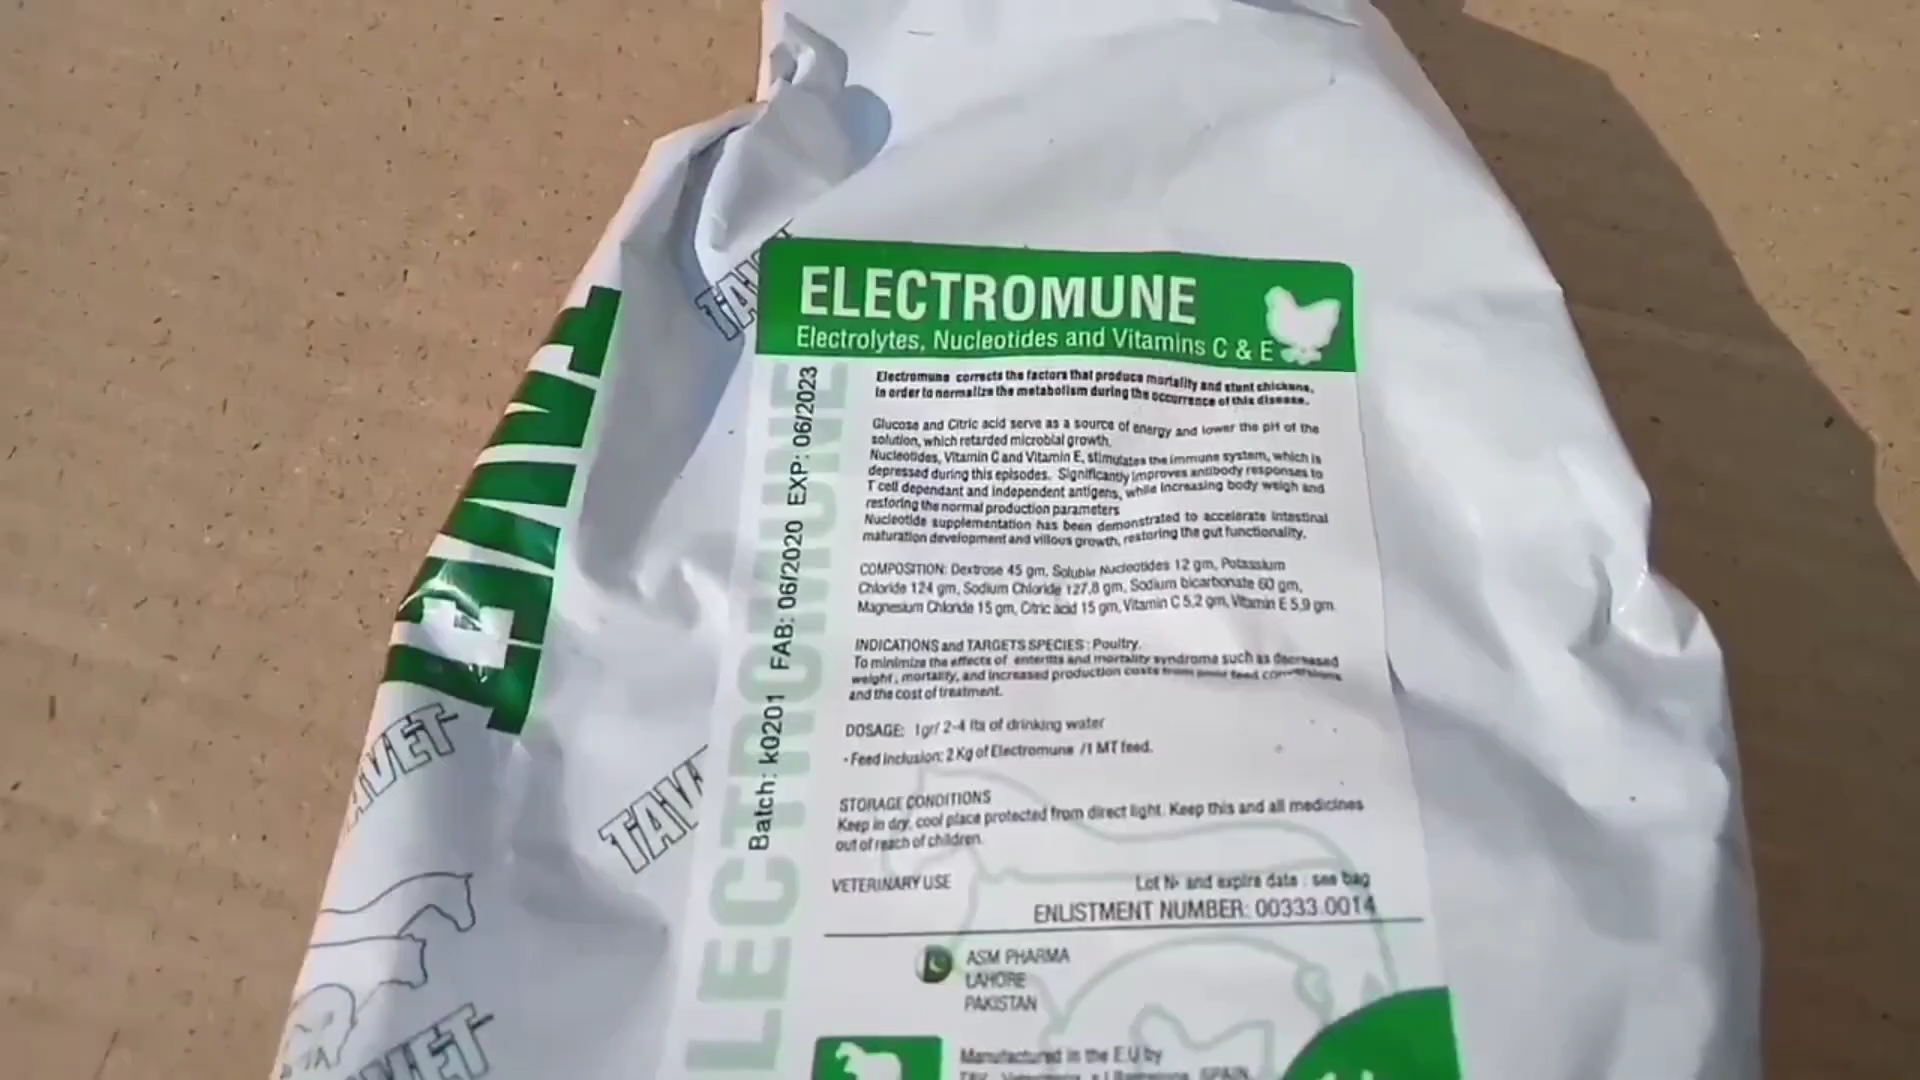 ELECTROMUNE
Electrolytes, Nucleotides and Vitamins C & E
Electromune corrects the factors that produce mortality and stunt chickens,
in order to normalize the metabolism during the occurrence of this disease.
Glucose and Citric acid serve as a source of energy and lower the pH of the
solution, which retarded microbial growth.
Nucleotides, Vitamin C and Vitamin E, stimulates the immune system, which is
depressed during this episodes. Significantly improves antibody responses to
T cell dependant and independent antigens, while increasing body weigh and
restoring the normal production parameters
Nucleotide supplementation has been demonstrated to accelerate intestinal
maturation development and villous growth, restoring the gut functionality.
COMPOSITION: Dextrose 45 gm, Soluble Nucleotides 12 gm, Potassium
Chloride 124 gm, Sodium Chloride 127,8 gm, Sodium bicarbonate 60 gm,
Magnesium Chloride 15 gm, Citric acid 15 gm, Vitamin C 5,2 gm, Vitamin E 5,9 gm
INDICATIONS and TARGETS SPECIES : Poultry.
To minimize the effects of enteritis and mortality syndrome such as decreased
weight, mortality, and increased production costs from poor feed conversions
and the cost of treatment.
DOSAGE: 1gr/ 2-4 lts of drinking water
- Feed inclusion: 2 Kg of Electromune /1 MT feed.
STORAGE CONDITIONS
Keep in dry, cool place protected from direct light. Keep this and all medicines
out of reach of children.
VETERINARY USE
Lot Nº and expire date : see bag
ENLISTMENT NUMBER: 00333.0014
ASM PHARMA
LAHORE
PAKISTAN
Manufactured in the E.U by
SPAIN
Batch: k0201 FAB: 06/2020 EXP: 06/2023
LECTROMUNE
TAVET
TAV
AVET
VET